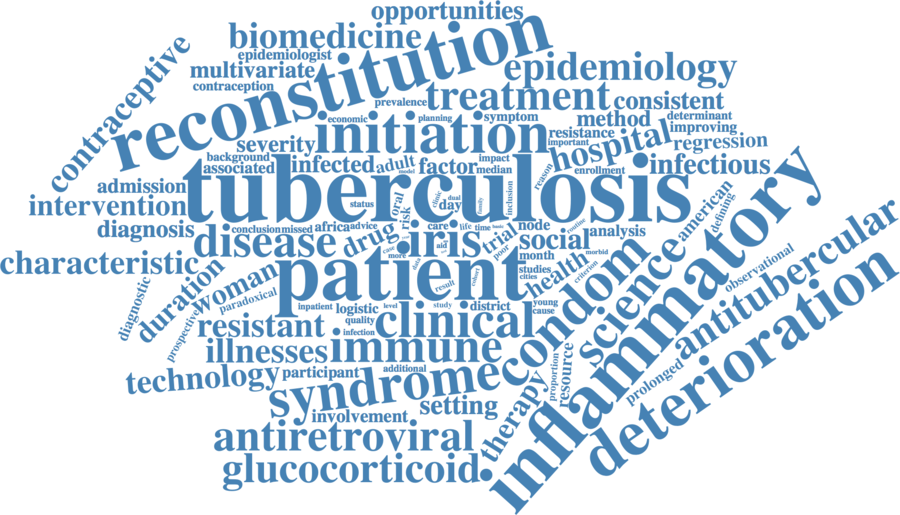 opportunities
biomedicine
reconstitution
contraceptive
epidemiologist
multivariate
contraception
epidemiology
prevalence
treatment
consistent
economic
planning
symptom
method
determinant
improving
initiation
resistance
important
hospital
regression
severity
background
associated
infected
adult
model
factor
impact
median
reason
enrollment
infectious
tuberculosis
admission
intervention
diagnosis
status
oral
risk
clinic
dual
day
family
inclusion
american
defining
inflammatory
conclusion
missed
africa
advice
drug
iris
care
life
time
basic
trial
poor
node
routine
social
analysis
disease
characteristic
case
more
aid
data
month
morbid
patient
woman
duration
diagnostic
prospective
paradoxical
result
cohort
studies
cities
health
criterion
observational
antitubercular
inpatient
logistic
level
study
district
young
cause
quality
resistant
infection
clinical
condom
science
illnesses
immune
deterioration
technology
participant
additional
syndrome
proportion
resource
prolonged
involvement
setting
therapy
antiretroviral
glucocorticoid